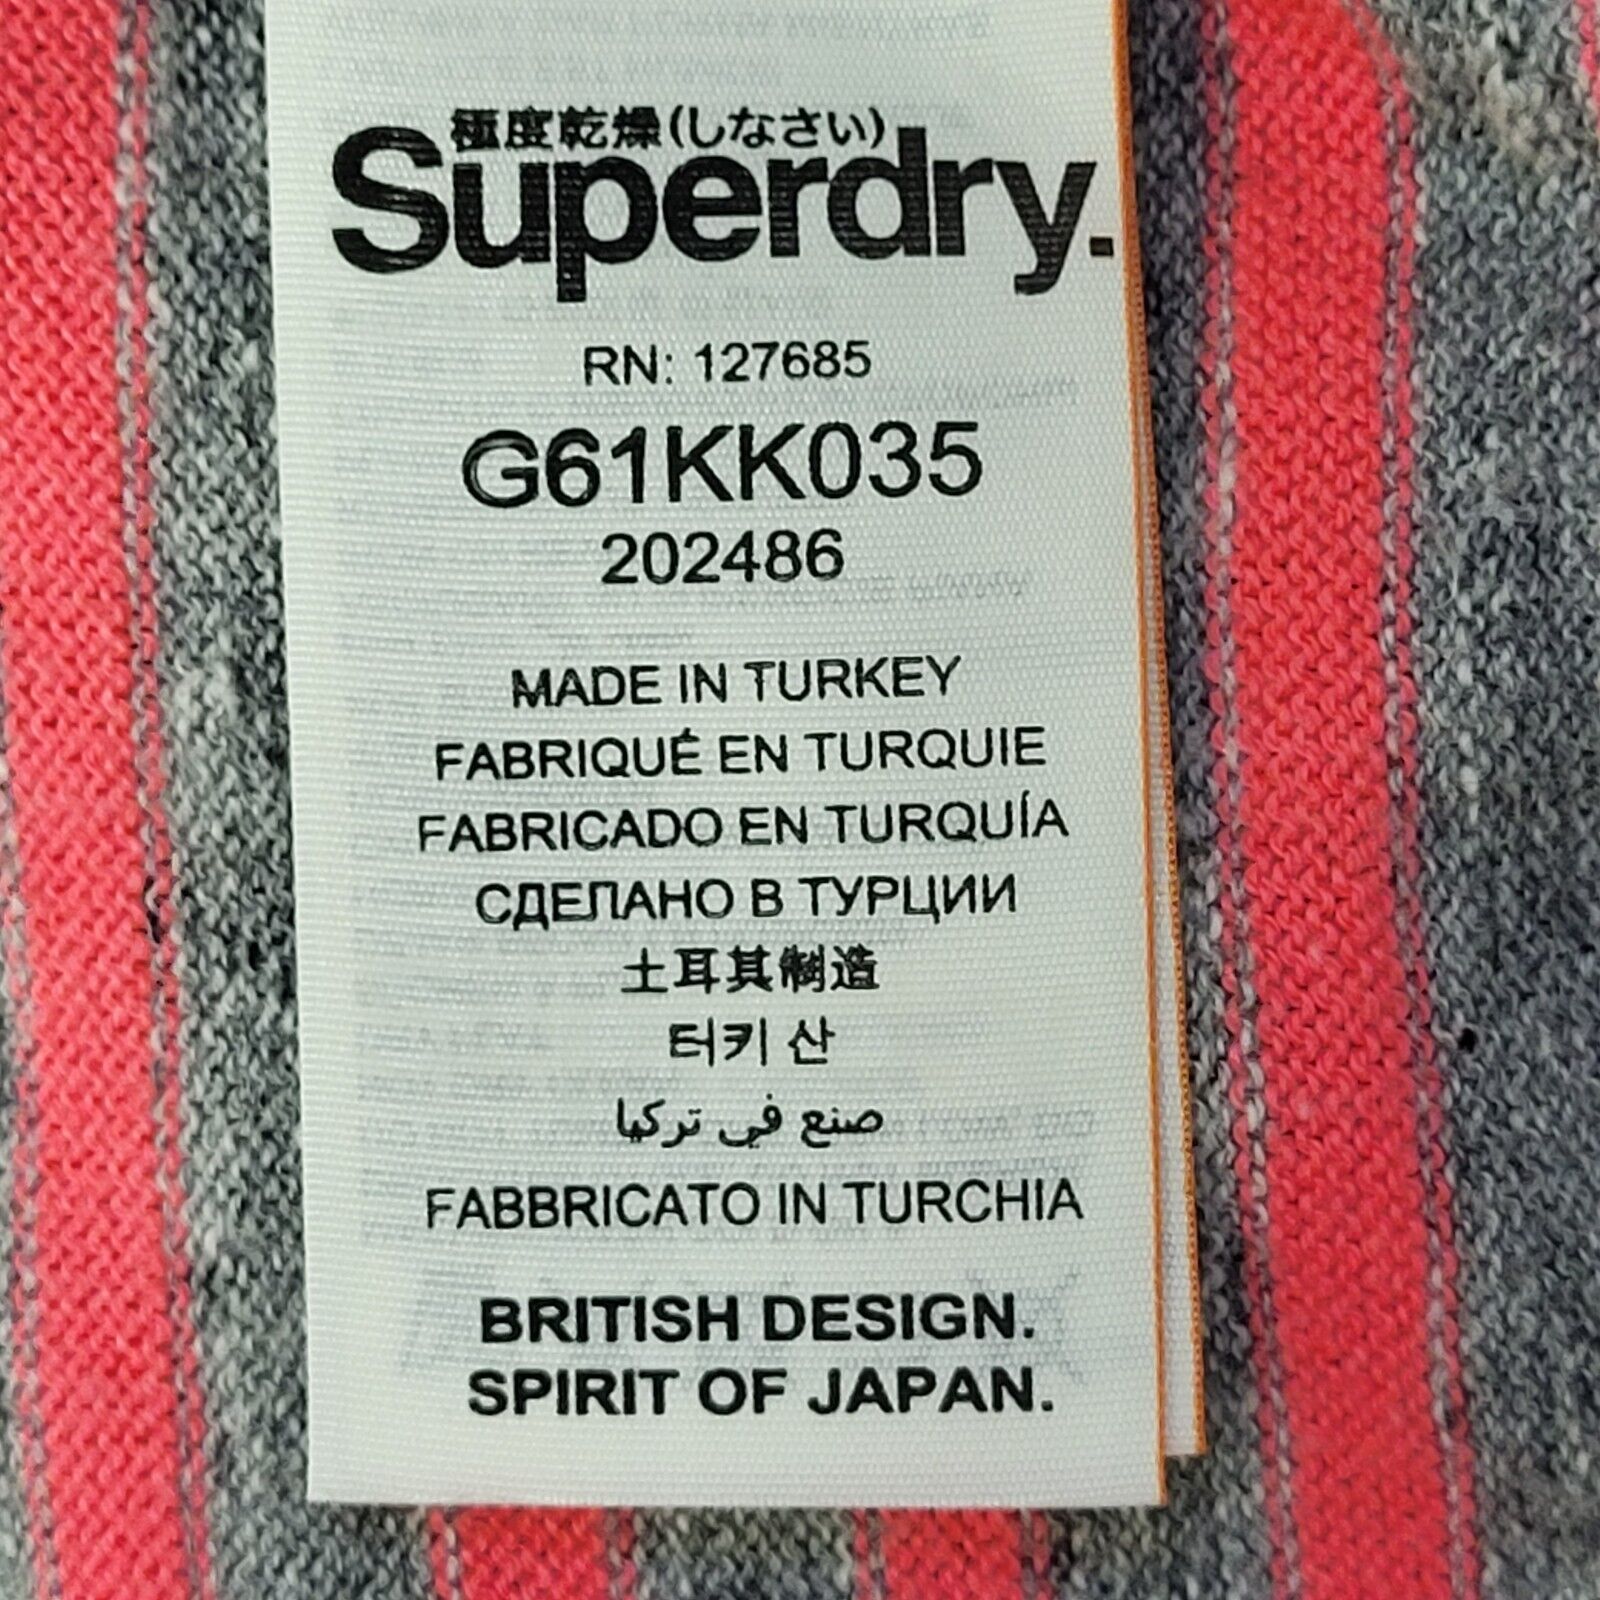 極度乾燥(しなさい)
Superdry.
RN: 127685
G61KK035
202486
MADE IN TURKEY
FABRIQUÉ EN TURQUIE
FABRICADO EN TURQUÍA
СДЕЛАНО В ТУРЦИИ
土耳其制造
터키 산
صنع في تركيا
FABBRICATO IN TURCHIA
BRITISH DESIGN.
SPIRIT OF JAPAN.